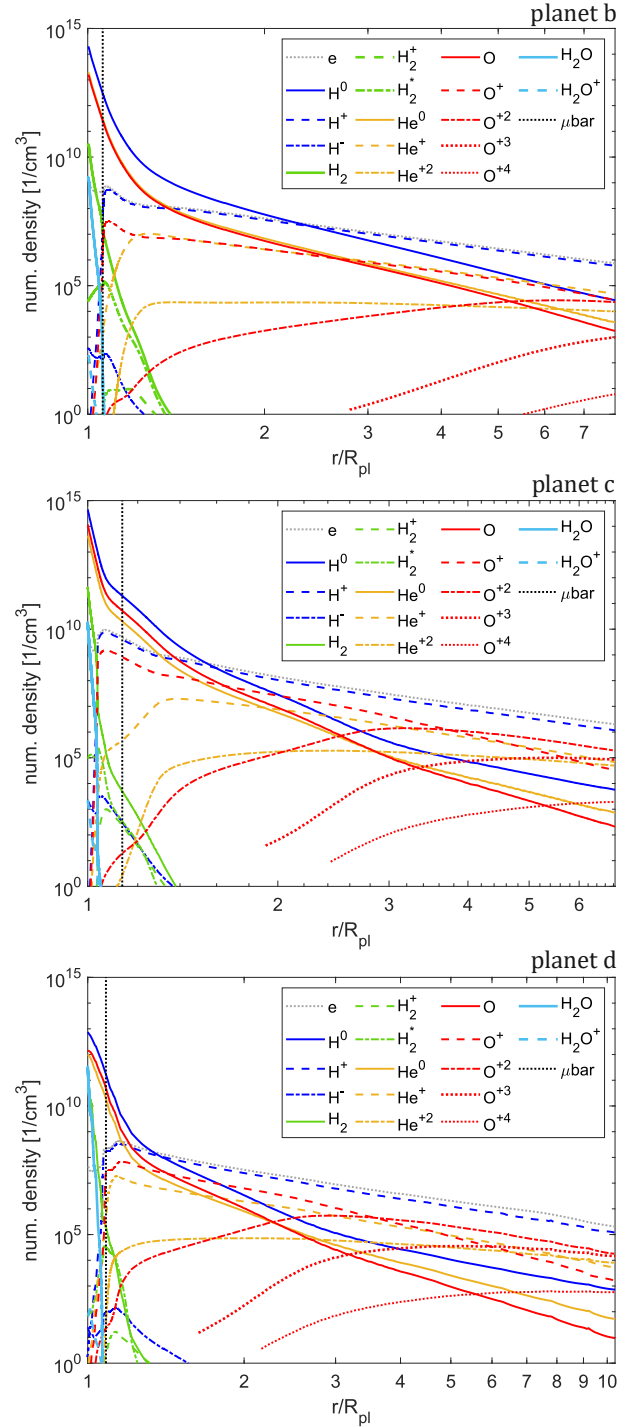 planet b
10^15
10^10
10^5
10^0
num. density [1/cm^3]
e
H^0
H^+
H^-
H_2
H_2^+
H_2^*
He^0
He^+
He^{+2}
O
O^+
O^{+2}
O^{+3}
O^{+4}
H_2O
H_2O^+
μbar
1 2 3 4 5 6 7
r/R_pl
planet c
10^15
10^10
10^5
10^0
num. density [1/cm^3]
e
H^0
H^+
H^-
H_2
H_2^+
H_2^*
He^0
He^+
He^{+2}
O
O^+
O^{+2}
O^{+3}
O^{+4}
H_2O
H_2O^+
μbar
1 2 3 4 5 6
r/R_pl
planet d
10^15
10^10
10^5
10^0
num. density [1/cm^3]
e
H^0
H^+
H^-
H_2
H_2^+
H_2^*
He^0
He^+
He^{+2}
O
O^+
O^{+2}
O^{+3}
O^{+4}
H_2O
H_2O^+
μbar
1 2 3 4 5 6 7 8 9 10
r/R_pl